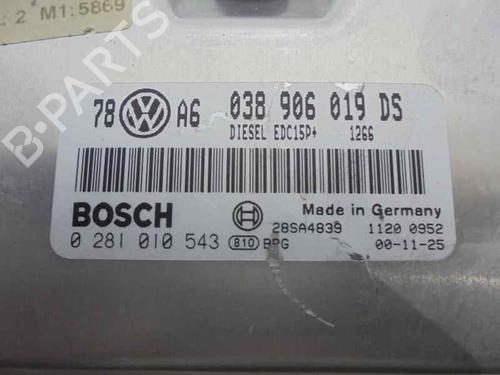 : 2 M1:5869
78 VW A6 038 906 019 DS
DIESEL EDC15P+ 1266
BOSCH
Made in Germany
28SA4839 1120 0952
0 281 010 543 810 BPG 00-11-25